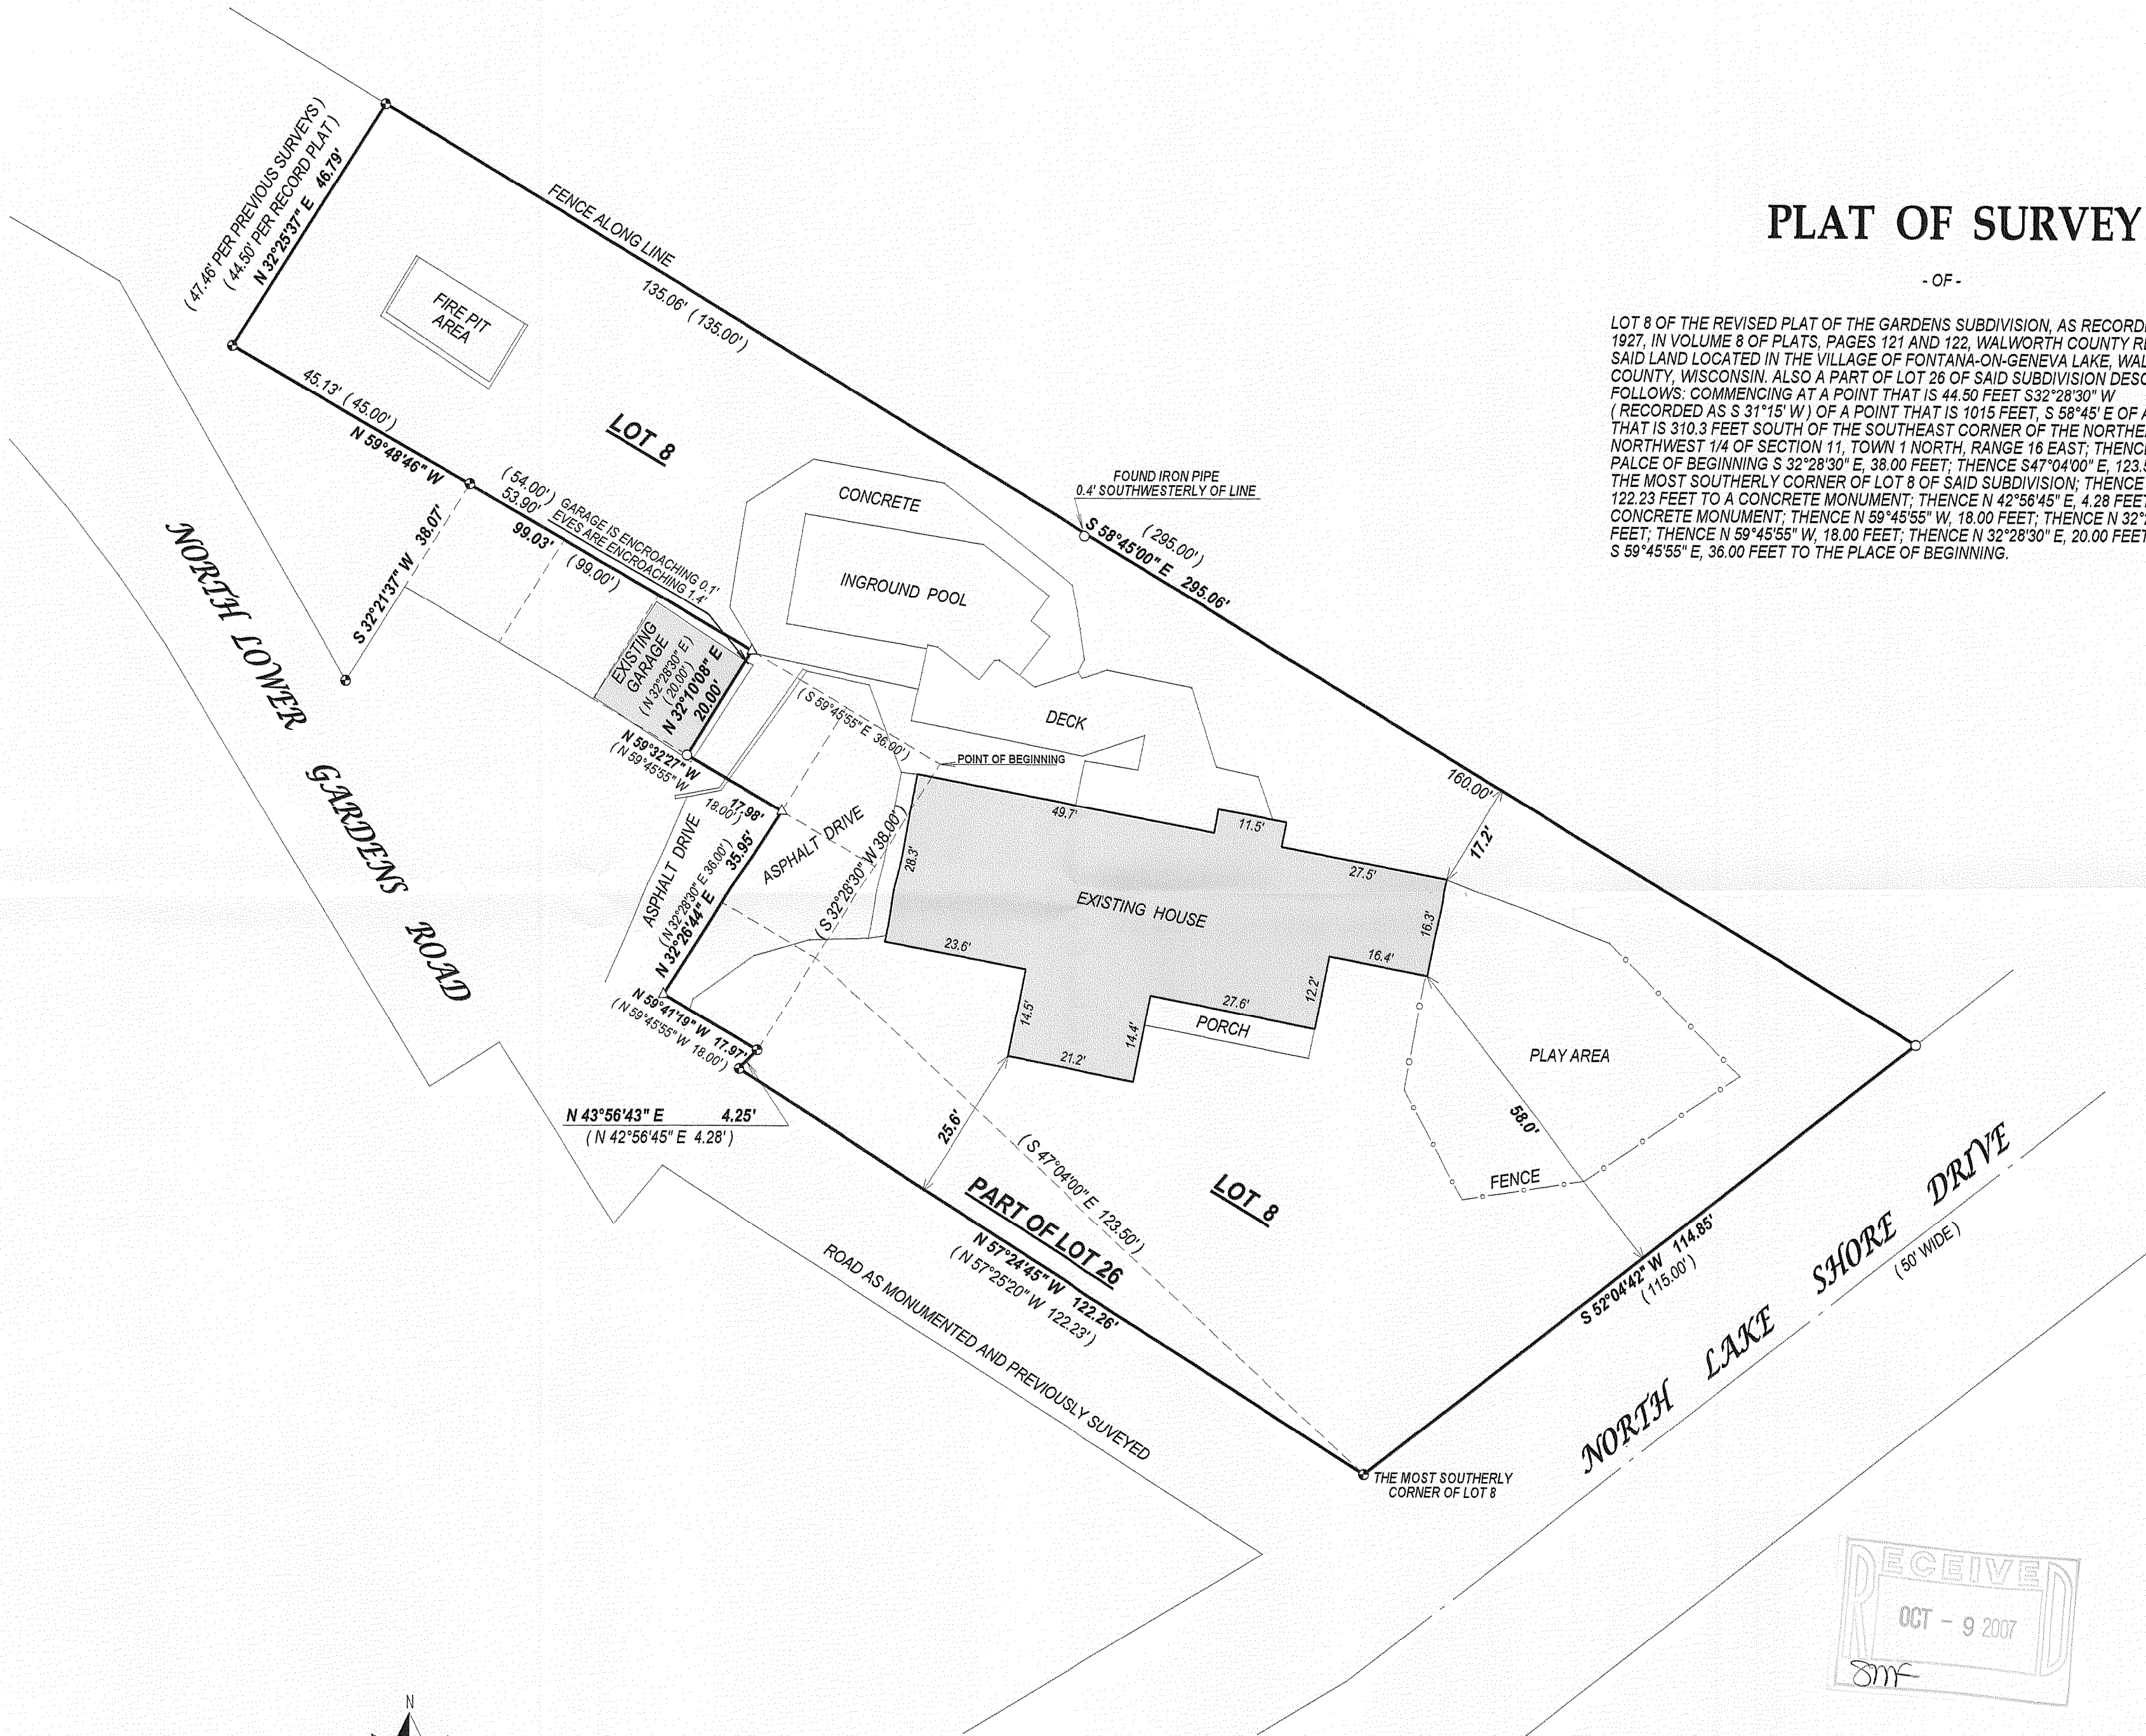 PLAT OF SURVEY
- OF -
LOT 8 OF THE REVISED PLAT OF THE GARDENS SUBDIVISION, AS RECORD
1927, IN VOLUME 8 OF PLATS, PAGES 121 AND 122, WALWORTH COUNTY R
SAID LAND LOCATED IN THE VILLAGE OF FONTANA-ON-GENEVA LAKE, WAL
COUNTY, WISCONSIN. ALSO A PART OF LOT 26 OF SAID SUBDIVISION DESC
FOLLOWS: COMMENCING AT A POINT THAT IS 44.50 FEET S32°28'30" W
( RECORDED AS S 31°15' W ) OF A POINT THAT IS 1015 FEET, S 58°45' E OF A
THAT IS 310.3 FEET SOUTH OF THE SOUTHEAST CORNER OF THE NORTHE
NORTHWEST 1/4 OF SECTION 11, TOWN 1 NORTH, RANGE 16 EAST; THENCE
PALCE OF BEGINNING S 32°28'30" E, 38.00 FEET; THENCE S47°04'00" E, 123.5
THE MOST SOUTHERLY CORNER OF LOT 8 OF SAID SUBDIVISION; THENCE
122.23 FEET TO A CONCRETE MONUMENT; THENCE N 42°56'45" E, 4.28 FEET
CONCRETE MONUMENT; THENCE N 59°45'55" W, 18.00 FEET; THENCE N 32°
FEET; THENCE N 59°45'55" W, 18.00 FEET; THENCE N 32°28'30" E, 20.00 FEET
S 59°45'55" E, 36.00 FEET TO THE PLACE OF BEGINNING.
( 47.46' PER PREVIOUS SURVEYS )
( 44.50' PER RECORD PLAT )
N 32°25'37" E 46.79'
FENCE ALONG LINE
135.06' ( 135.00')
FIRE PIT
AREA
45.13' ( 45.00')
N 59°48'46" W
LOT 8
( 54.00')
53.90'
GARAGE IS ENCROACHING 0.1'
EVES ARE ENCROACHING 1.4'
99.03'
( 99.00')
S 32°21'37" W 38.07'
CONCRETE
INGROUND POOL
FOUND IRON PIPE
0.4' SOUTHWESTERLY OF LINE
( 295.00')
S 58°45'00" E 295.06'
EXISTING
GARAGE
( N 32°28'30" E )
( 20.00')
N 32°10'08" E
20.00'
( S 59°45'55" E 36.00')
DECK
POINT OF BEGINNING
N 59°32'27" W
17.98'
( N 59°45'55" W
18.00')
ASPHALT DRIVE
ASPHALT DRIVE
( N 32°28'30" E 36.00')
N 32°26'44" E 35.95'
( S 32°28'30" W 38.00')
49.7'
11.5'
27.5'
160.00'
17.2'
28.3'
EXISTING HOUSE
16.3'
23.6'
16.4'
14.5'
27.6'
12.2'
PORCH
14.4'
21.2'
PLAY AREA
N 59°41'19" W 17.97'
( N 59°45'55" W 18.00')
N 43°56'43" E 4.25'
( N 42°56'45" E 4.28' )
25.6'
58.0'
FENCE
( S 47°04'00" E 123.50')
LOT 8
PART OF LOT 26
N 57°24'45" W 122.26'
( N 57°25'20" W 122.23')
S 52°04'42" W 114.85'
( 115.00')
NORTH LOWER GARDENS ROAD
ROAD AS MONUMENTED AND PREVIOUSLY SUVEYED
NORTH LAKE SHORE DRIVE
( 50' WIDE )
THE MOST SOUTHERLY
CORNER OF LOT 8
RECEIVED
OCT - 9 2007
SMF
N